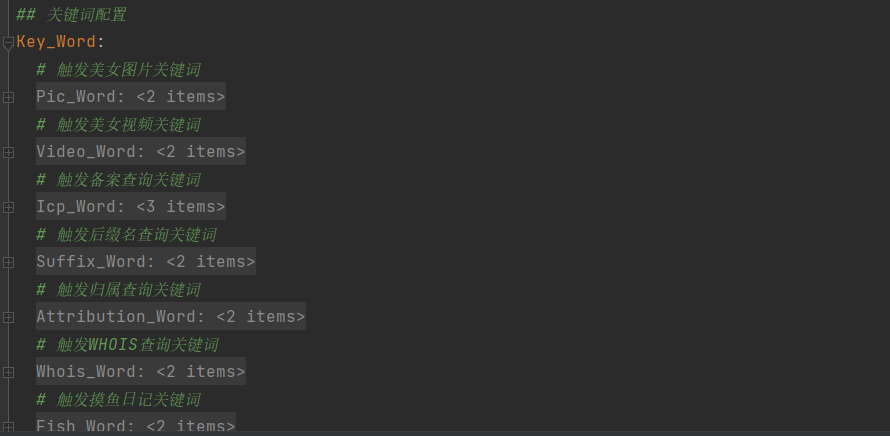 ## 关键词配置
Key_Word:
# 触发美女图片关键词
Pic_Word: <2 items>
# 触发美女视频关键词
Video_Word: <2 items>
# 触发备案查询关键词
Icp_Word: <3 items>
# 触发后缀名查询关键词
Suffix_Word: <2 items>
# 触发归属查询关键词
Attribution_Word: <2 items>
# 触发WHOIS查询关键词
Whois_Word: <2 items>
# 触发摸鱼日记关键词
Fish_Word: <2 items>